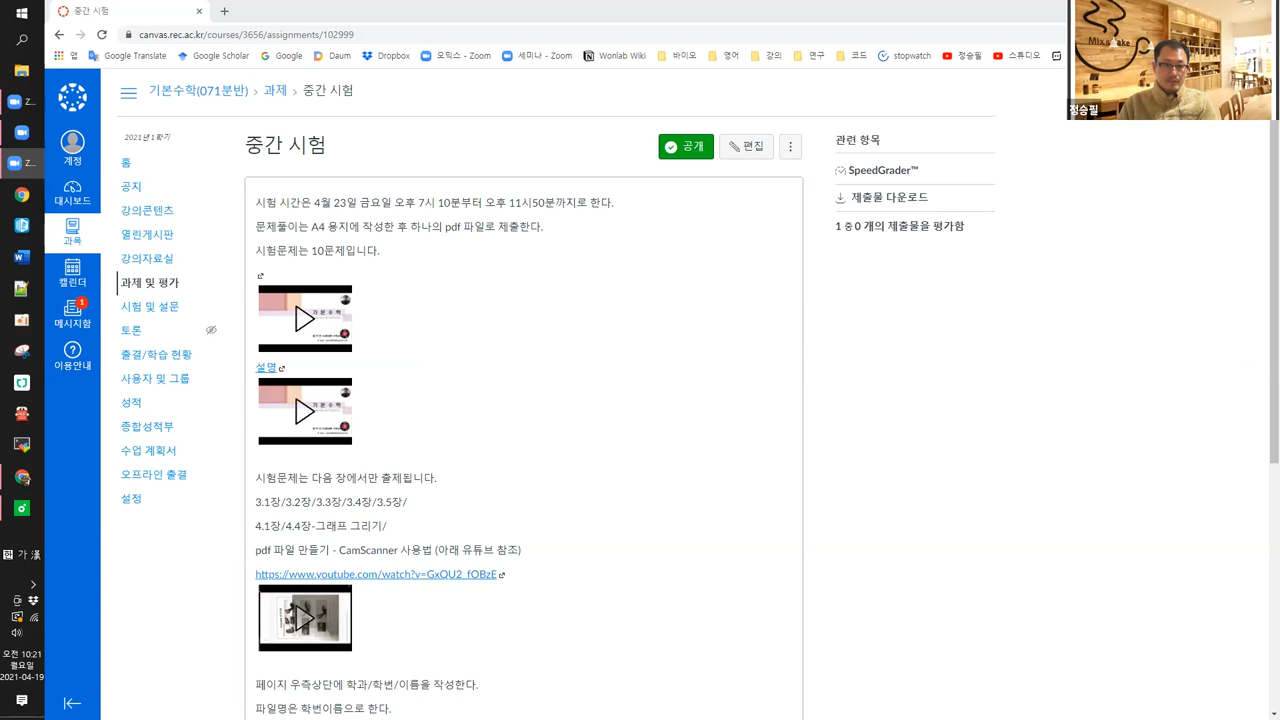 중간 시험
canvas.rec.ac.kr/courses/3656/assignments/102999
앱 Google Translate Google Scholar Google Daum Dropbox 오믹스 - Zoom 세미나 - Zoom Wonlab Wiki 바이오 영어 강의 연구 코드 stopwatch 정승필 스튜디오
정승필
Z...
Z...
오전 10:21
월요일
2021-04-19
계정
대시보드
과목
캘린더
1
메시지함
이용안내
기본수학(071분반) › 과제 › 중간 시험
2021년 1학기
홈
공지
강의콘텐츠
열린게시판
강의자료실
과제 및 평가
시험 및 설문
토론
출결/학습 현황
사용자 및 그룹
성적
종합성적부
수업 계획서
오프라인 출결
설정
중간 시험
공개 편집
시험 시간은 4월 23일 금요일 오후 7시 10분부터 오후 11시50분까지로 한다.
문제풀이는 A4 용지에 작성한 후 하나의 pdf 파일로 제출한다.
시험문제는 10문제입니다.
기본수학
설명
기본수학
시험문제는 다음 장에서만 출제됩니다.
3.1장/3.2장/3.3장/3.4장/3.5장/
4.1장/4.4장-그래프 그리기/
pdf 파일 만들기 - CamScanner 사용법 (아래 유튜브 참조)
https://www.youtube.com/watch?v=GxQU2_fOBzE
페이지 우측상단에 학과/학번/이름을 작성한다.
파일명은 학번이름으로 한다.
관련 항목
SpeedGrader™
제출물 다운로드
1 중 0 개의 제출물을 평가함